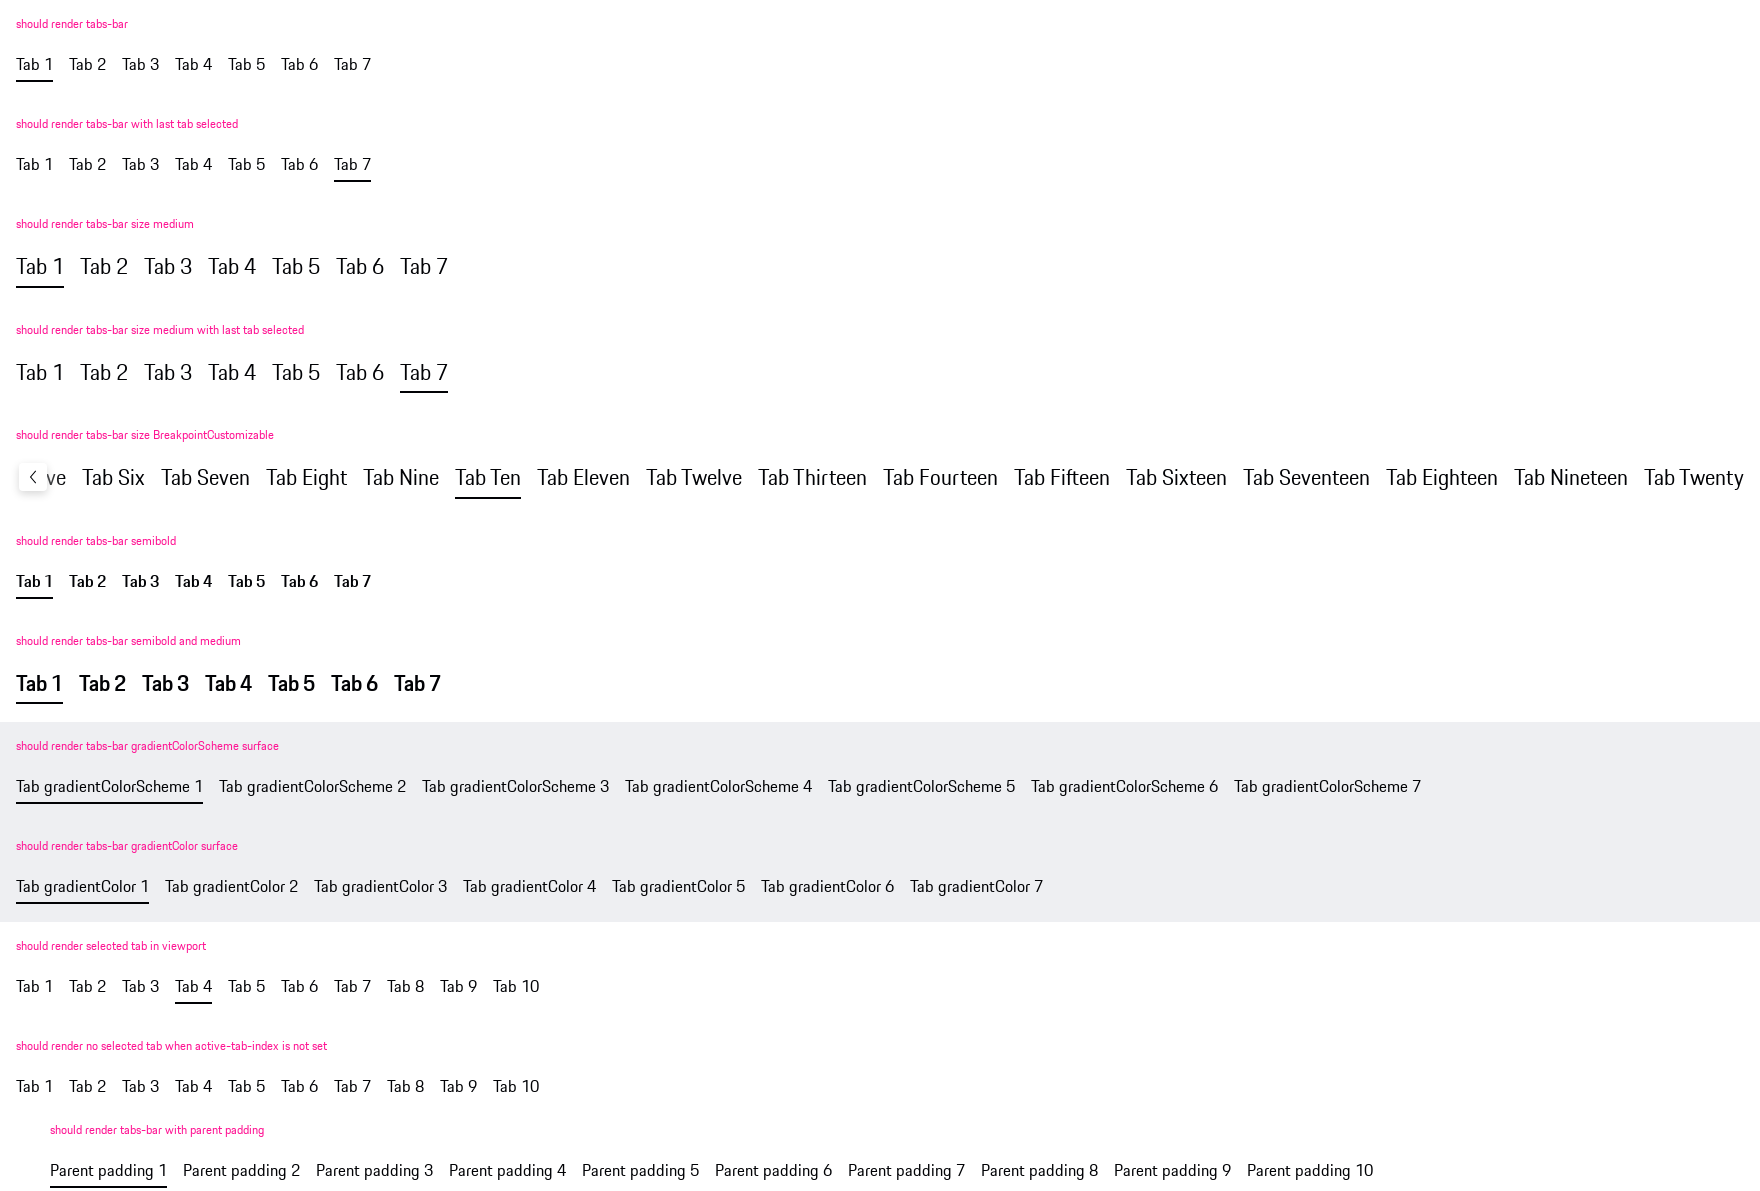 should render tabs-bar
Tab 1 Tab 2 Tab 3 Tab 4 Tab 5 Tab 6 Tab 7
should render tabs-bar with last tab selected
Tab 1 Tab 2 Tab 3 Tab 4 Tab 5 Tab 6 Tab 7
should render tabs-bar size medium
Tab 1 Tab 2 Tab 3 Tab 4 Tab 5 Tab 6 Tab 7
should render tabs-bar size medium with last tab selected
Tab 1 Tab 2 Tab 3 Tab 4 Tab 5 Tab 6 Tab 7
should render tabs-bar size BreakpointCustomizable
ve Tab Six Tab Seven Tab Eight Tab Nine Tab Ten Tab Eleven Tab Twelve Tab Thirteen Tab Fourteen Tab Fifteen Tab Sixteen Tab Seventeen Tab Eighteen Tab Nineteen Tab Twenty
should render tabs-bar semibold
Tab 1 Tab 2 Tab 3 Tab 4 Tab 5 Tab 6 Tab 7
should render tabs-bar semibold and medium
Tab 1 Tab 2 Tab 3 Tab 4 Tab 5 Tab 6 Tab 7
should render tabs-bar gradientColorScheme surface
Tab gradientColorScheme 1 Tab gradientColorScheme 2 Tab gradientColorScheme 3 Tab gradientColorScheme 4 Tab gradientColorScheme 5 Tab gradientColorScheme 6 Tab gradientColorScheme 7
should render tabs-bar gradientColor surface
Tab gradientColor 1 Tab gradientColor 2 Tab gradientColor 3 Tab gradientColor 4 Tab gradientColor 5 Tab gradientColor 6 Tab gradientColor 7
should render selected tab in viewport
Tab 1 Tab 2 Tab 3 Tab 4 Tab 5 Tab 6 Tab 7 Tab 8 Tab 9 Tab 10
should render no selected tab when active-tab-index is not set
Tab 1 Tab 2 Tab 3 Tab 4 Tab 5 Tab 6 Tab 7 Tab 8 Tab 9 Tab 10
should render tabs-bar with parent padding
Parent padding 1 Parent padding 2 Parent padding 3 Parent padding 4 Parent padding 5 Parent padding 6 Parent padding 7 Parent padding 8 Parent padding 9 Parent padding 10